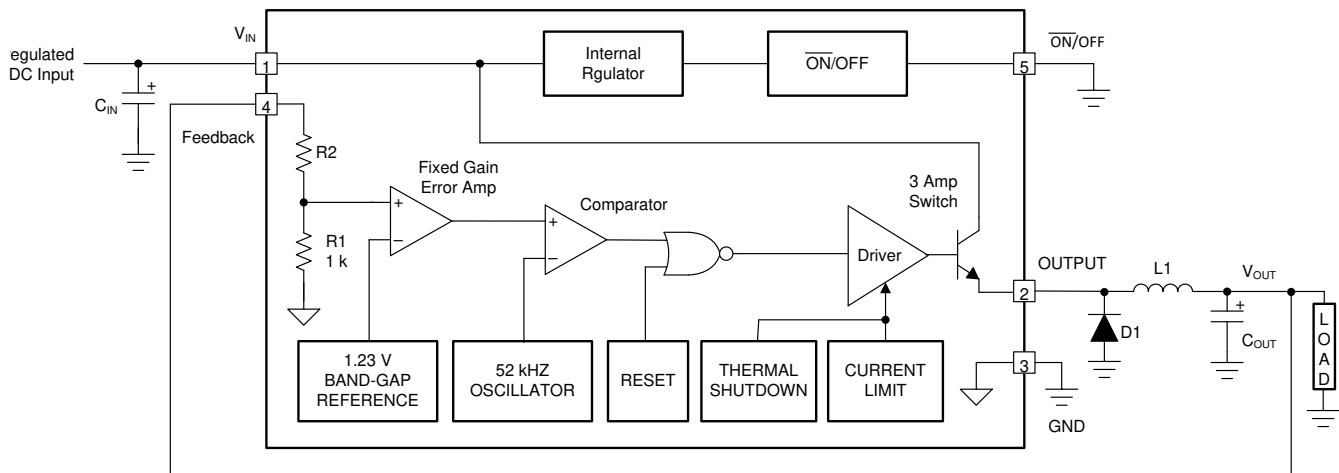 egulated
DC Input
V_IN
1
C_IN
+
4
Feedback
Internal
Rgulator
ON/OFF
5
ON/OFF
R2
R1
1 k
Fixed Gain
Error Amp
+
−
Comparator
+
−
Driver
3 Amp
Switch
2
OUTPUT
L1
V_OUT
D1
+
C_OUT
LOAD
3
GND
1.23 V
BAND-GAP
REFERENCE
52 kHZ
OSCILLATOR
RESET
THERMAL
SHUTDOWN
CURRENT
LIMIT